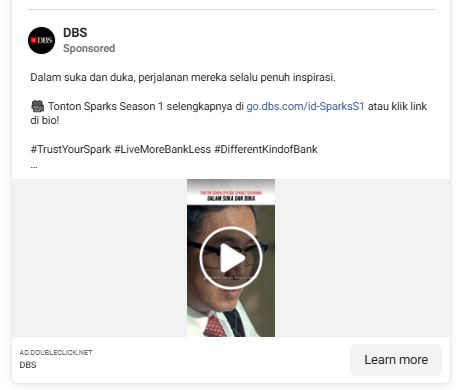 DBS
DBS
Sponsored
Dalam suka dan duka, perjalanan mereka selalu penuh inspirasi.
🎥 Tonton Sparks Season 1 selengkapnya di go.dbs.com/id-SparksS1 atau klik link
di bio!
#TrustYourSpark #LiveMoreBankLess #DifferentKindofBank
...
DALAM SUKA DAN DUKA
AD.DOUBLECLICK.NET
DBS
Learn more